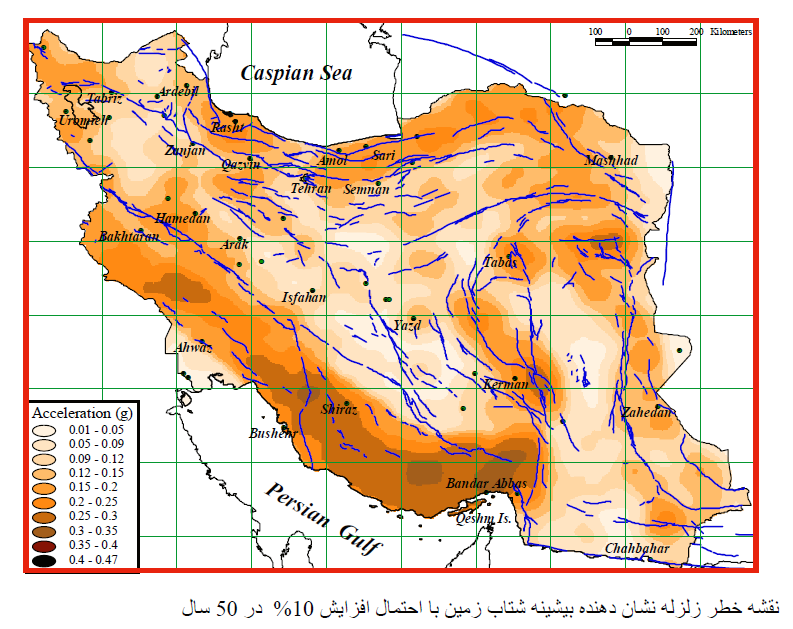 100 0 100 200 Kilometers
Caspian Sea
Tabriz
Ardebil
Uromieh
Rasht
Zanjan
Qazvin
Amol
Sari
Mashhad
Tehran
Semnan
Hamedan
Bakhtaran
Arak
Tabas
Isfahan
Yazd
Ahwaz
Kerman
Shiraz
Zahedan
Bushehr
Bandar Abbas
Qeshm Is.
Persian Gulf
Chahbahar
Acceleration (g)
0.01 - 0.05
0.05 - 0.09
0.09 - 0.12
0.12 - 0.15
0.15 - 0.2
0.2 - 0.25
0.25 - 0.3
0.3 - 0.35
0.35 - 0.4
0.4 - 0.47
نقشه خطر زلزله نشان دهنده بیشینه شتاب زمین با احتمال افزایش 10% در 50 سال